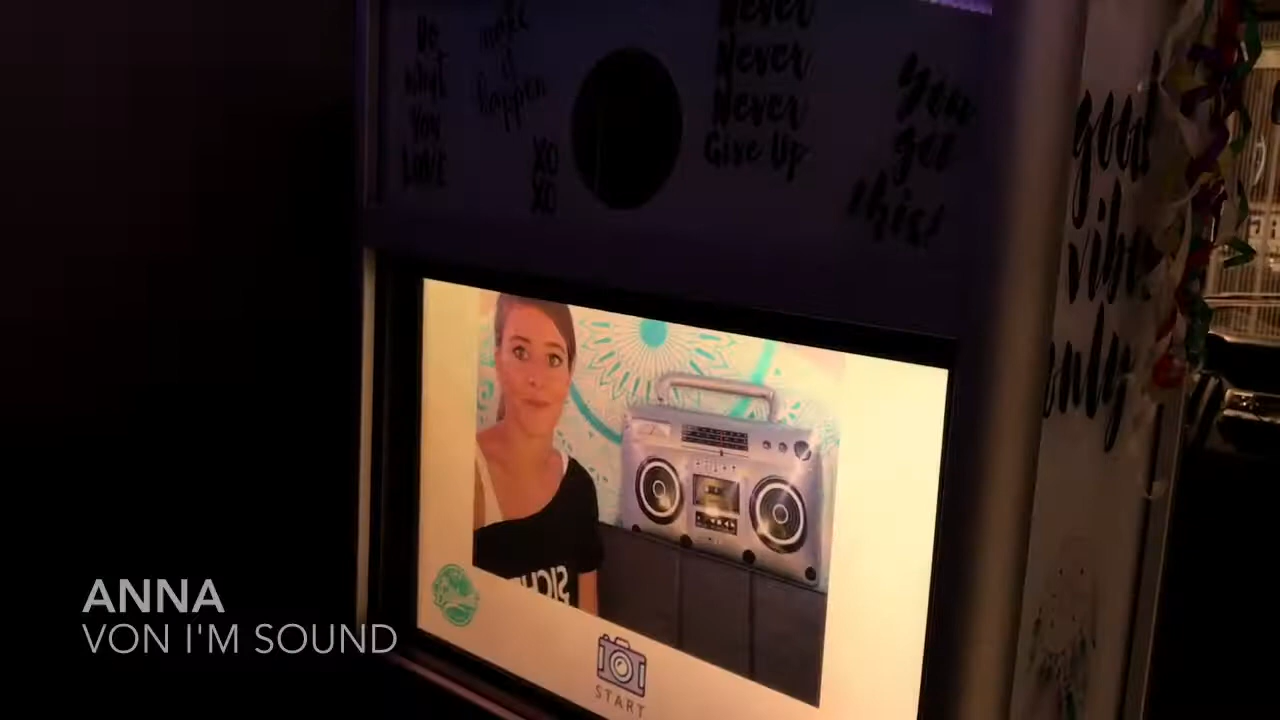 Do
what
You
Love
make
it
happen
XO
XO
Never
Never
Never
Give Up
You
got
this!
good
vibes
only
START
ANNA
VON I'M SOUND